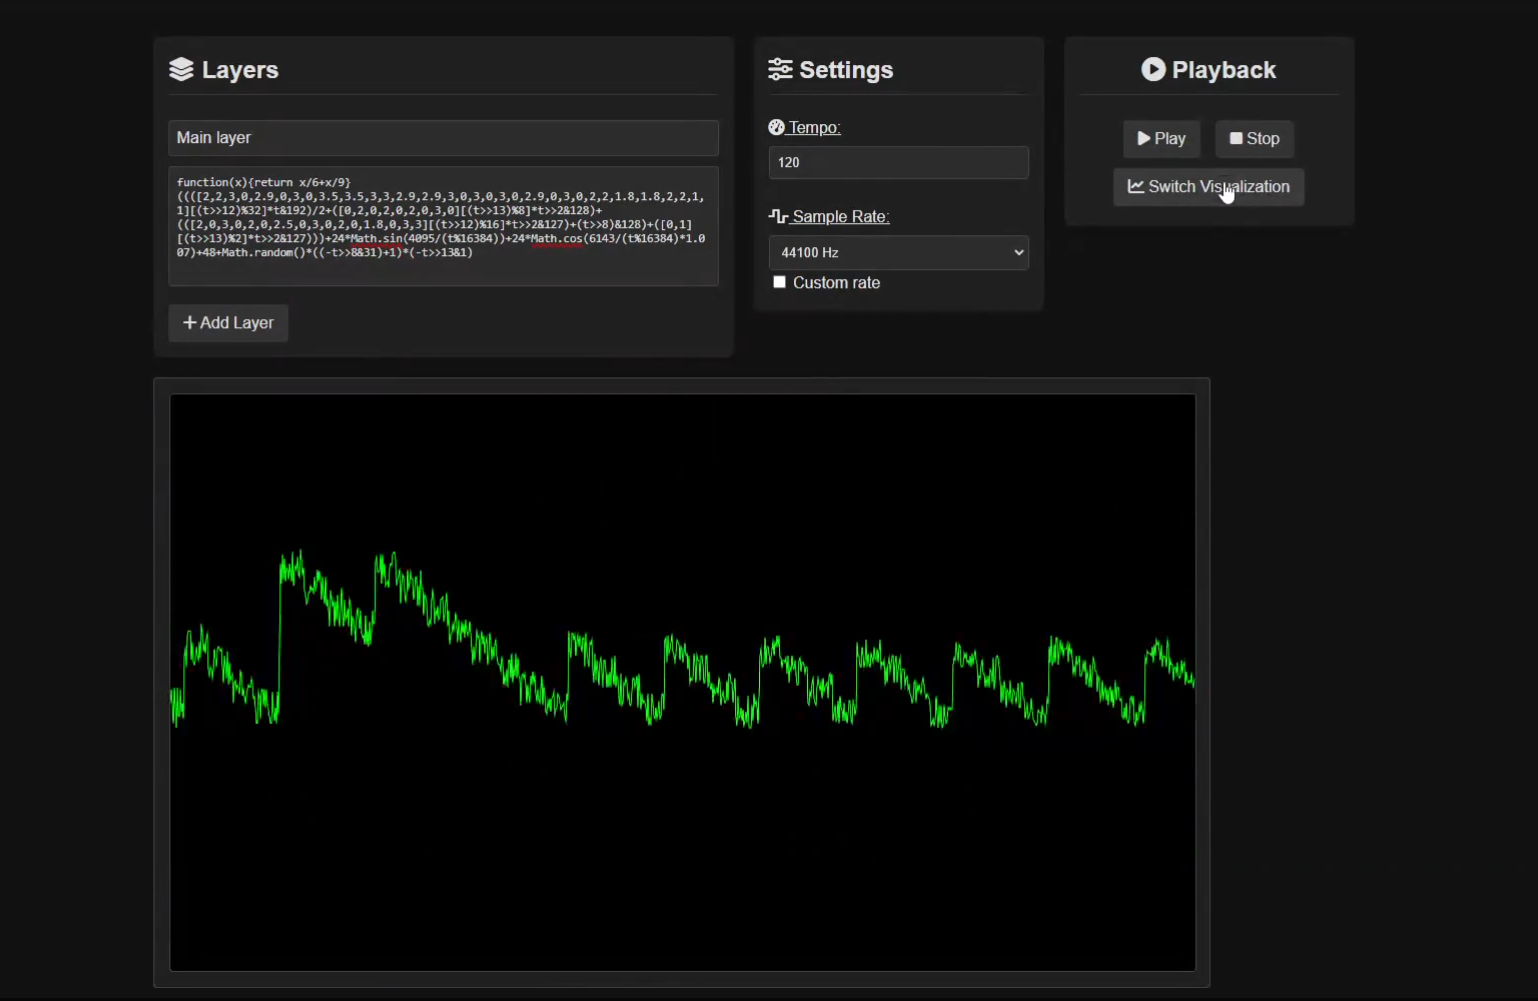 Layers
Main layer
function(x){return x/6+x/9}
(((([2,2,3,0,2.9,0,3,0,3.5,3.5,3,3,2.9,2.9,3,0,3,0,3,0,2.9,0,3,0,2,2,1.8,1.8,2,2,1,
1][(t>>12)%32]*t&192)/2+([0,2,0,2,0,2,0,3,0][(t>>13)%8]*t>>2&128)+
(([2,0,3,0,2,0,2.5,0,3,0,2,0,1.8,0,3,3][(t>>12)%16]*t>>2&127)+(t>>8)&128)+([0,1]
[(t>>13)%2]*t>>2&127)))+24*Math.sin(4095/(t%16384))+24*Math.cos(6143/(t%16384)*1.0
07)+48+Math.random()*((-t>>8&31)+1)*(-t>>13&1)
Add Layer
Settings
Tempo:
120
Sample Rate:
44100 Hz
Custom rate
Playback
Play
Stop
Switch Visualization